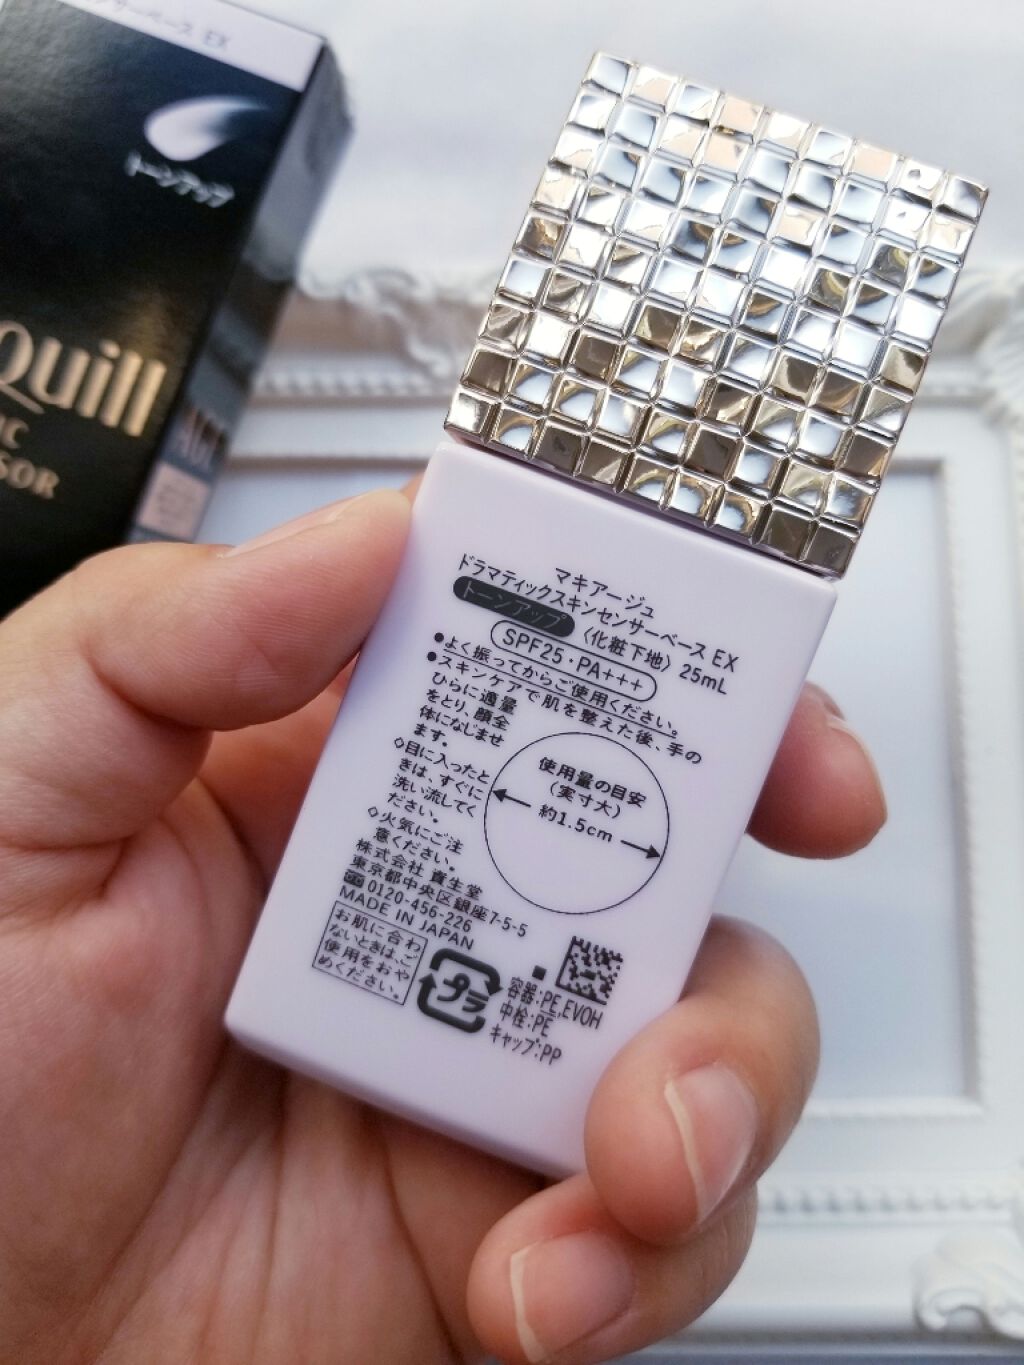 サーベース EX
トーンアップ
Quill
IC
SOR
マキアージュ
ドラマティックスキンセンサーベース EX
トーンアップ 〈化粧下地〉 25mL
SPF25・PA+++
●よく振ってからご使用ください。
●スキンケアで肌を整えた後、手の
ひらに適量
をとり、顔全
体になじませ
ます。
◇目に入ったと
きは、すぐに
洗い流してく
ださい。
◇火気にご注
意ください。
使用量の目安
(実寸大)
約1.5cm
株式会社 資生堂
東京都中央区銀座7-5-5
0120-456-226
MADE IN JAPAN
お肌に合わ
ないときは、ご
使用をおや
めください。
プラ
容器:PE,EVOH
中栓:PE
キャップ:PP